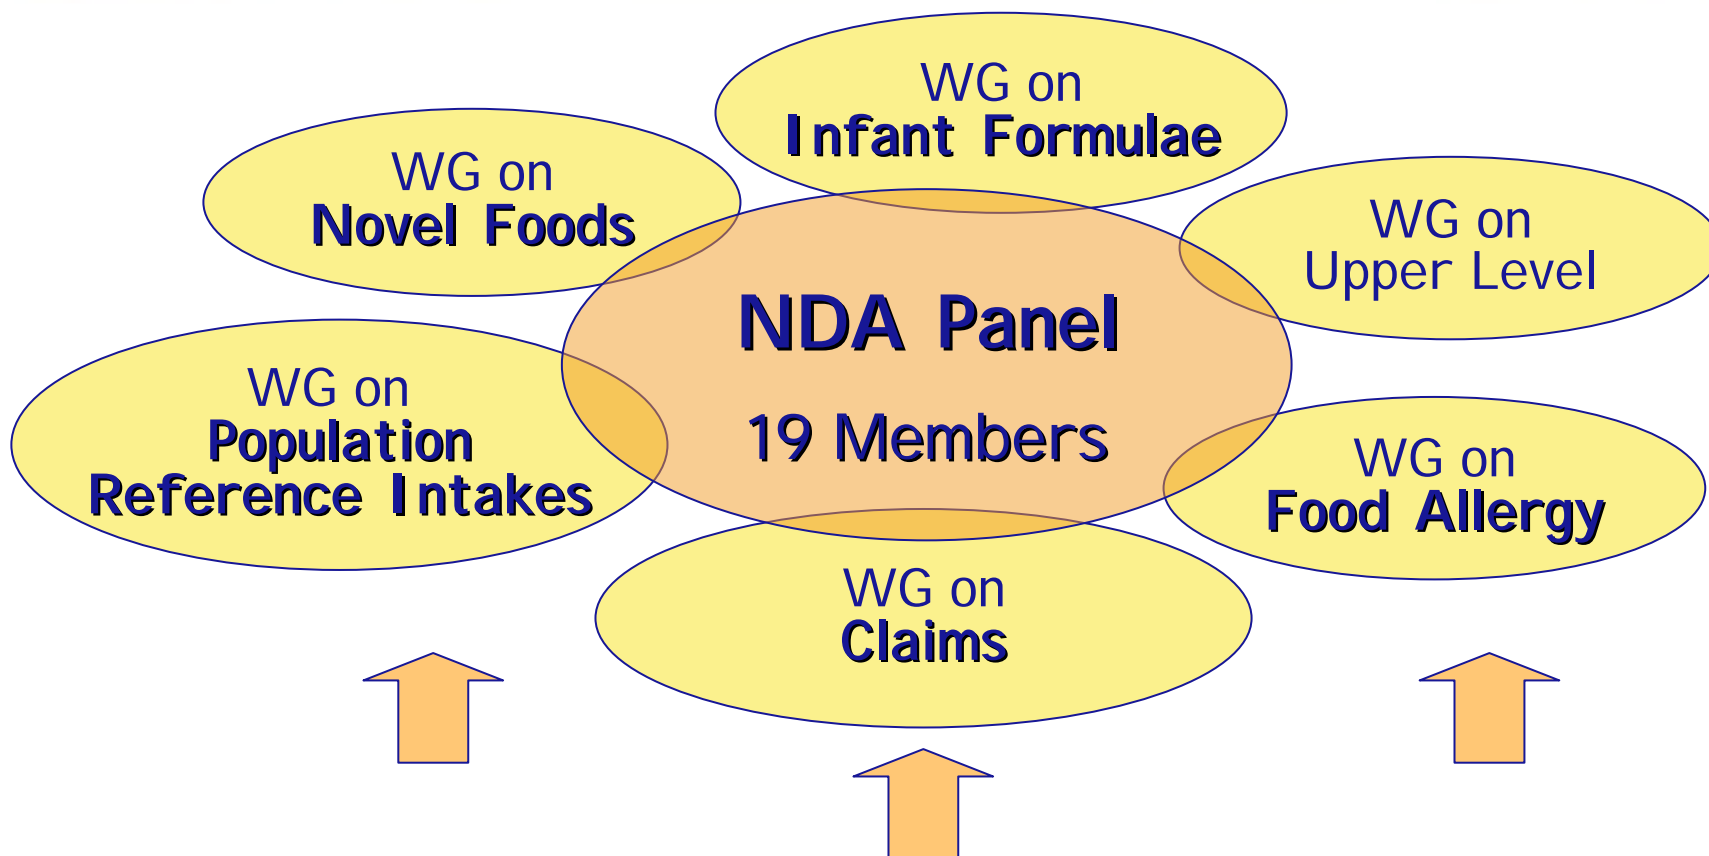 WG on
Infant Formulae
WG on
Novel Foods
WG on
Upper Level
NDA Panel
19 Members
WG on
Population
Reference Intakes
WG on
Food Allergy
WG on
Claims